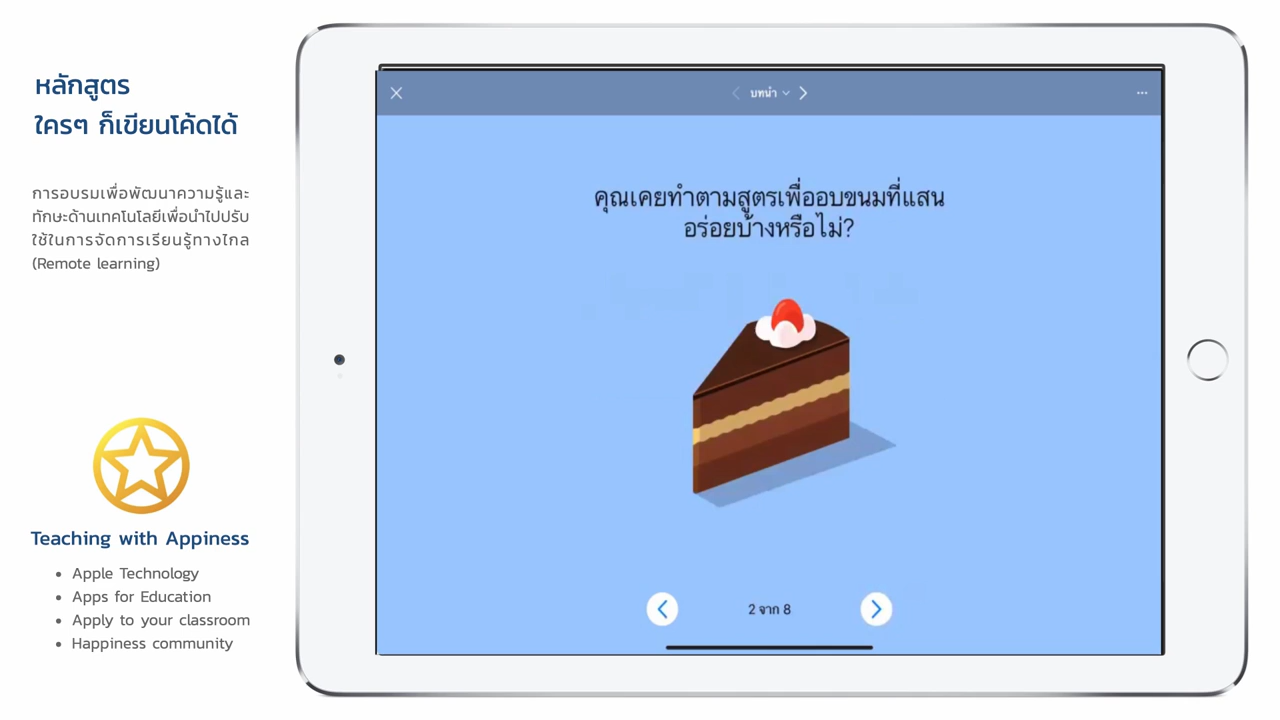 หลักสูตร
ใครๆ ก็เขียนโค้ดได้
การอบรมเพื่อพัฒนาความรู้และ
ทักษะด้านเทคโนโลยีเพื่อนำไปปรับ
ใช้ในการจัดการเรียนรู้ทางไกล
(Remote learning)
Teaching with Appiness
• Apple Technology
• Apps for Education
• Apply to your classroom
• Happiness community
บทนำ
คุณเคยทำตามสูตรเพื่ออบขนมที่แสน
อร่อยบ้างหรือไม่?
2 จาก 8